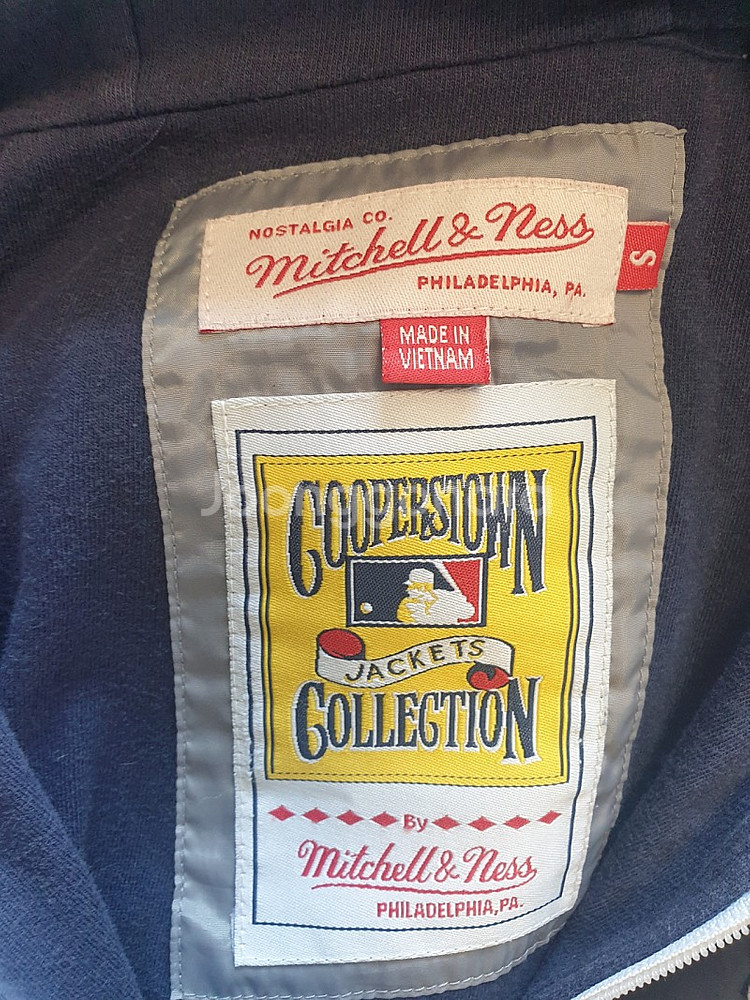 NOSTALGIA CO.
Mitchell & Ness
PHILADELPHIA, PA.
S
MADE IN
VIETNAM
COOPERSTOWN
JACKETS
COLLECTION
By
Mitchell & Ness
PHILADELPHIA, PA.